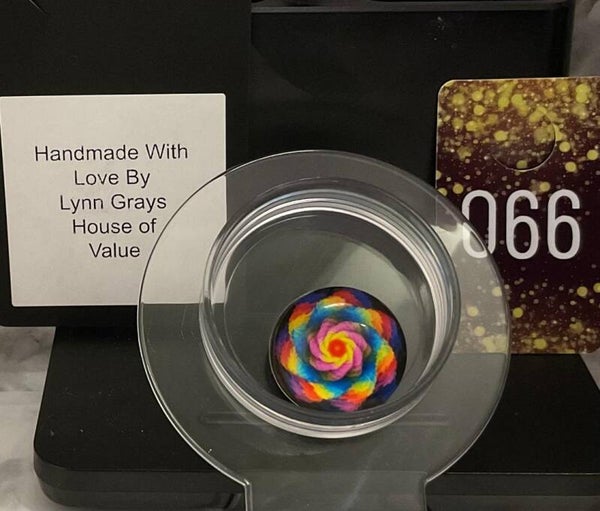 Handmade With
Love By
Lynn Grays
House of
Value
066